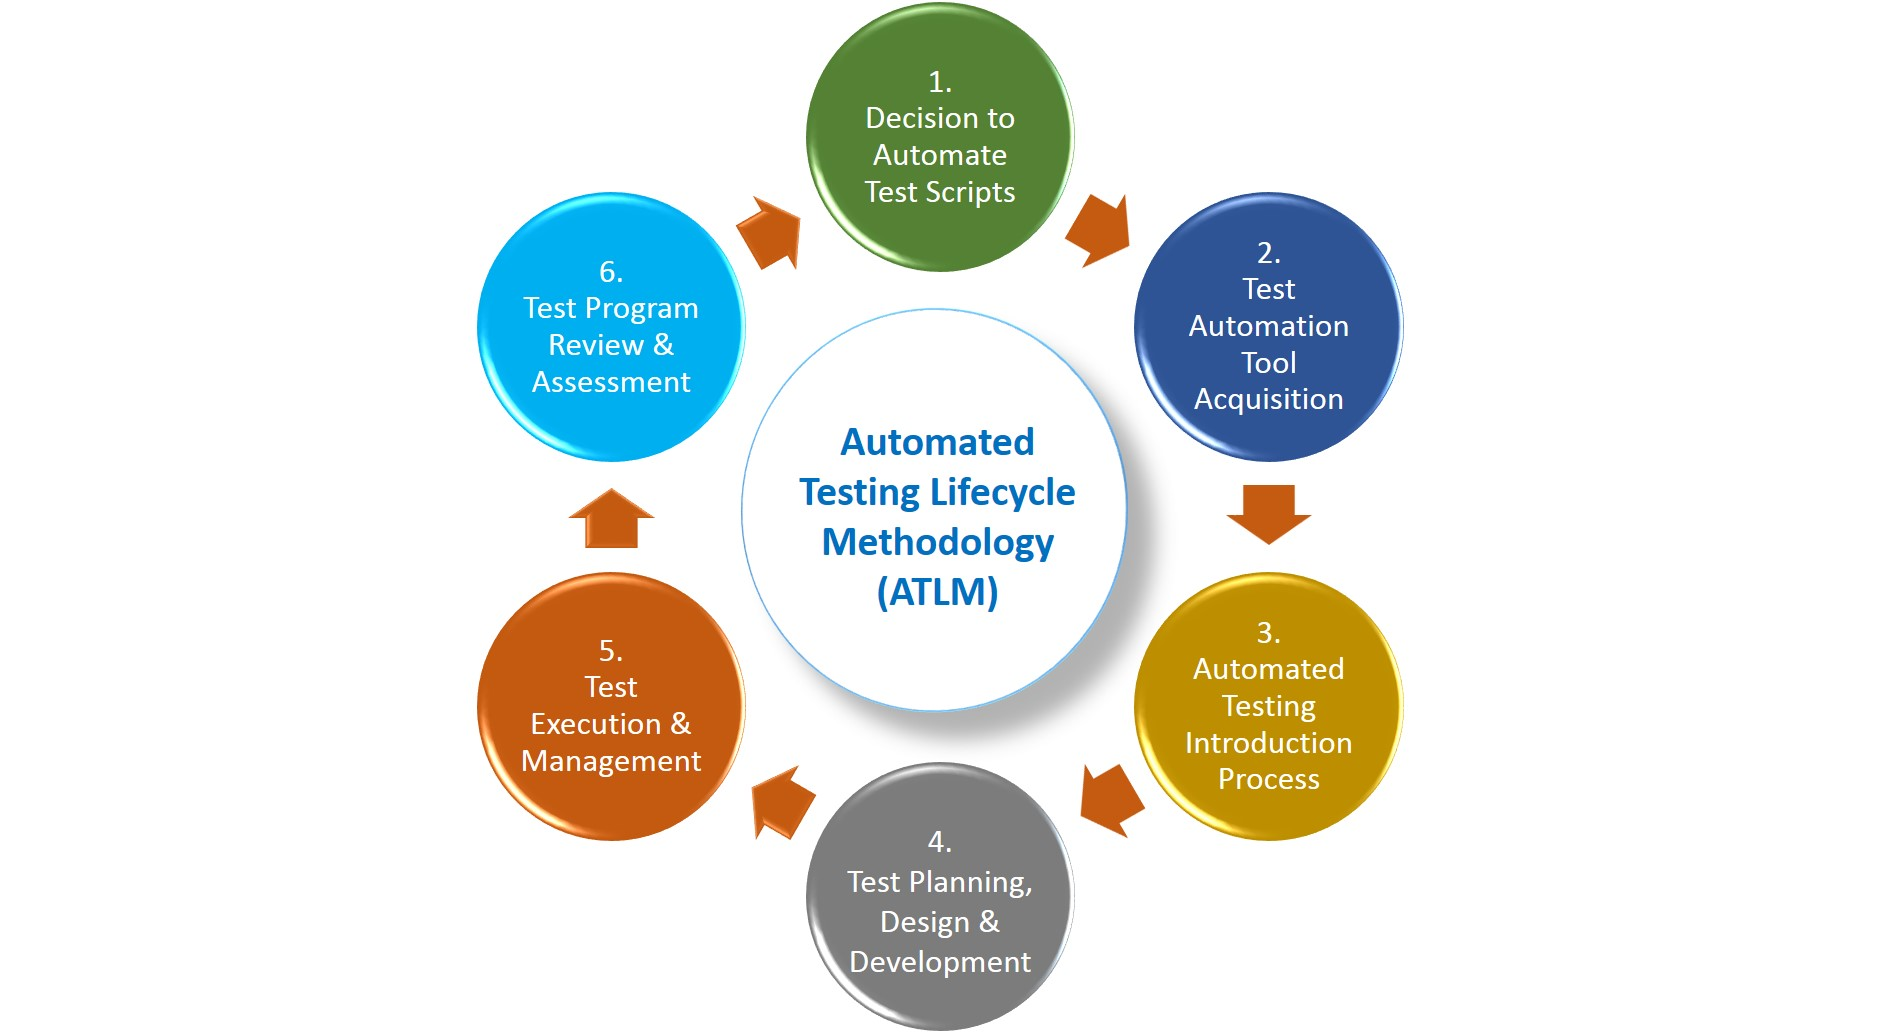 1.
Decision to
Automate
Test Scripts
2.
Test
Automation
Tool
Acquisition
3.
Automated
Testing
Introduction
Process
4.
Test Planning,
Design &
Development
5.
Test
Execution &
Management
6.
Test Program
Review &
Assessment
Automated
Testing Lifecycle
Methodology
(ATLM)